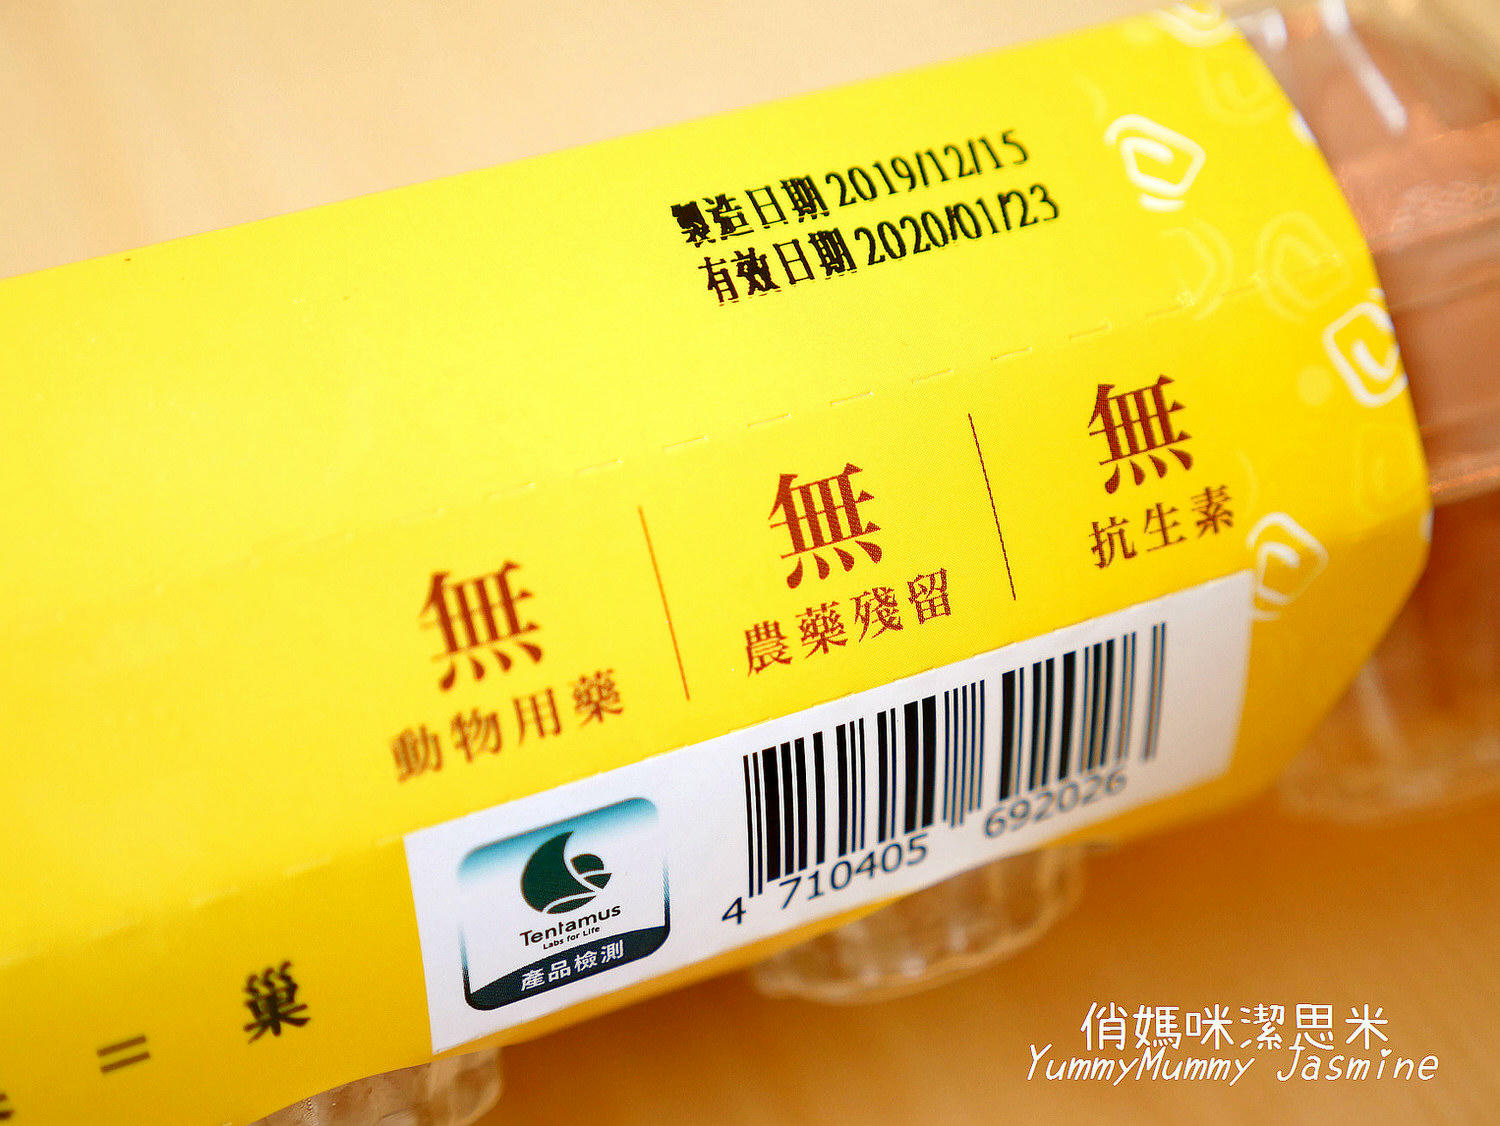 製造日期 2019/12/15
有效日期 2020/01/23
無
動物用藥
無
農藥殘留
無
抗生素
Tentamus
Labs for Life
產品檢測
4 710405 692026
= 巢
俏媽咪潔思米
YummyMummy Jasmine